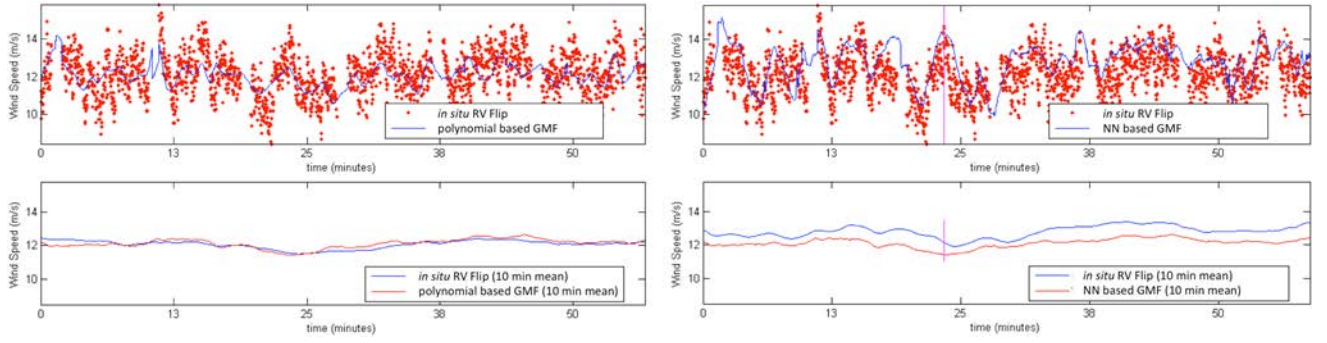 Wind Speed (m/s)
14
12
10
in situ RV Flip
polynomial based GMF
0
13
25
38
50
time (minutes)
Wind Speed (m/s)
14
12
10
in situ RV Flip
NN based GMF
0
13
25
38
50
time (minutes)
Wind Speed (m/s)
14
12
10
in situ RV Flip (10 min mean)
polynomial based GMF (10 min mean)
0
13
25
38
50
time (minutes)
Wind Speed (m/s)
14
12
10
in situ RV Flip (10 min mean)
NN based GMF (10 min mean)
0
13
25
38
50
time (minutes)